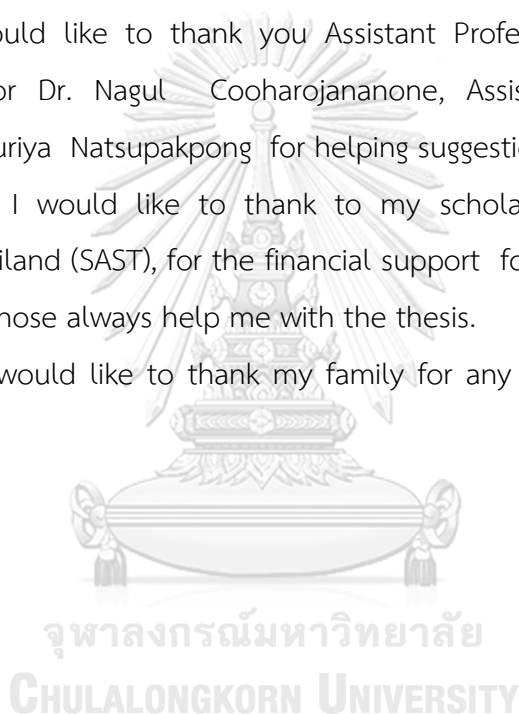 ould like to thank you Assistant Profe
or Dr. Nagul Cooharojananone, Assis
uriya Natsupakpong for helping suggestic
I would like to thank to my schola
iland (SAST), for the financial support fo
hose always help me with the thesis.
would like to thank my family for any
จุฬาลงกรณ์มหาวิทยาลัย
CHULALONGKORN UNIVERSITY